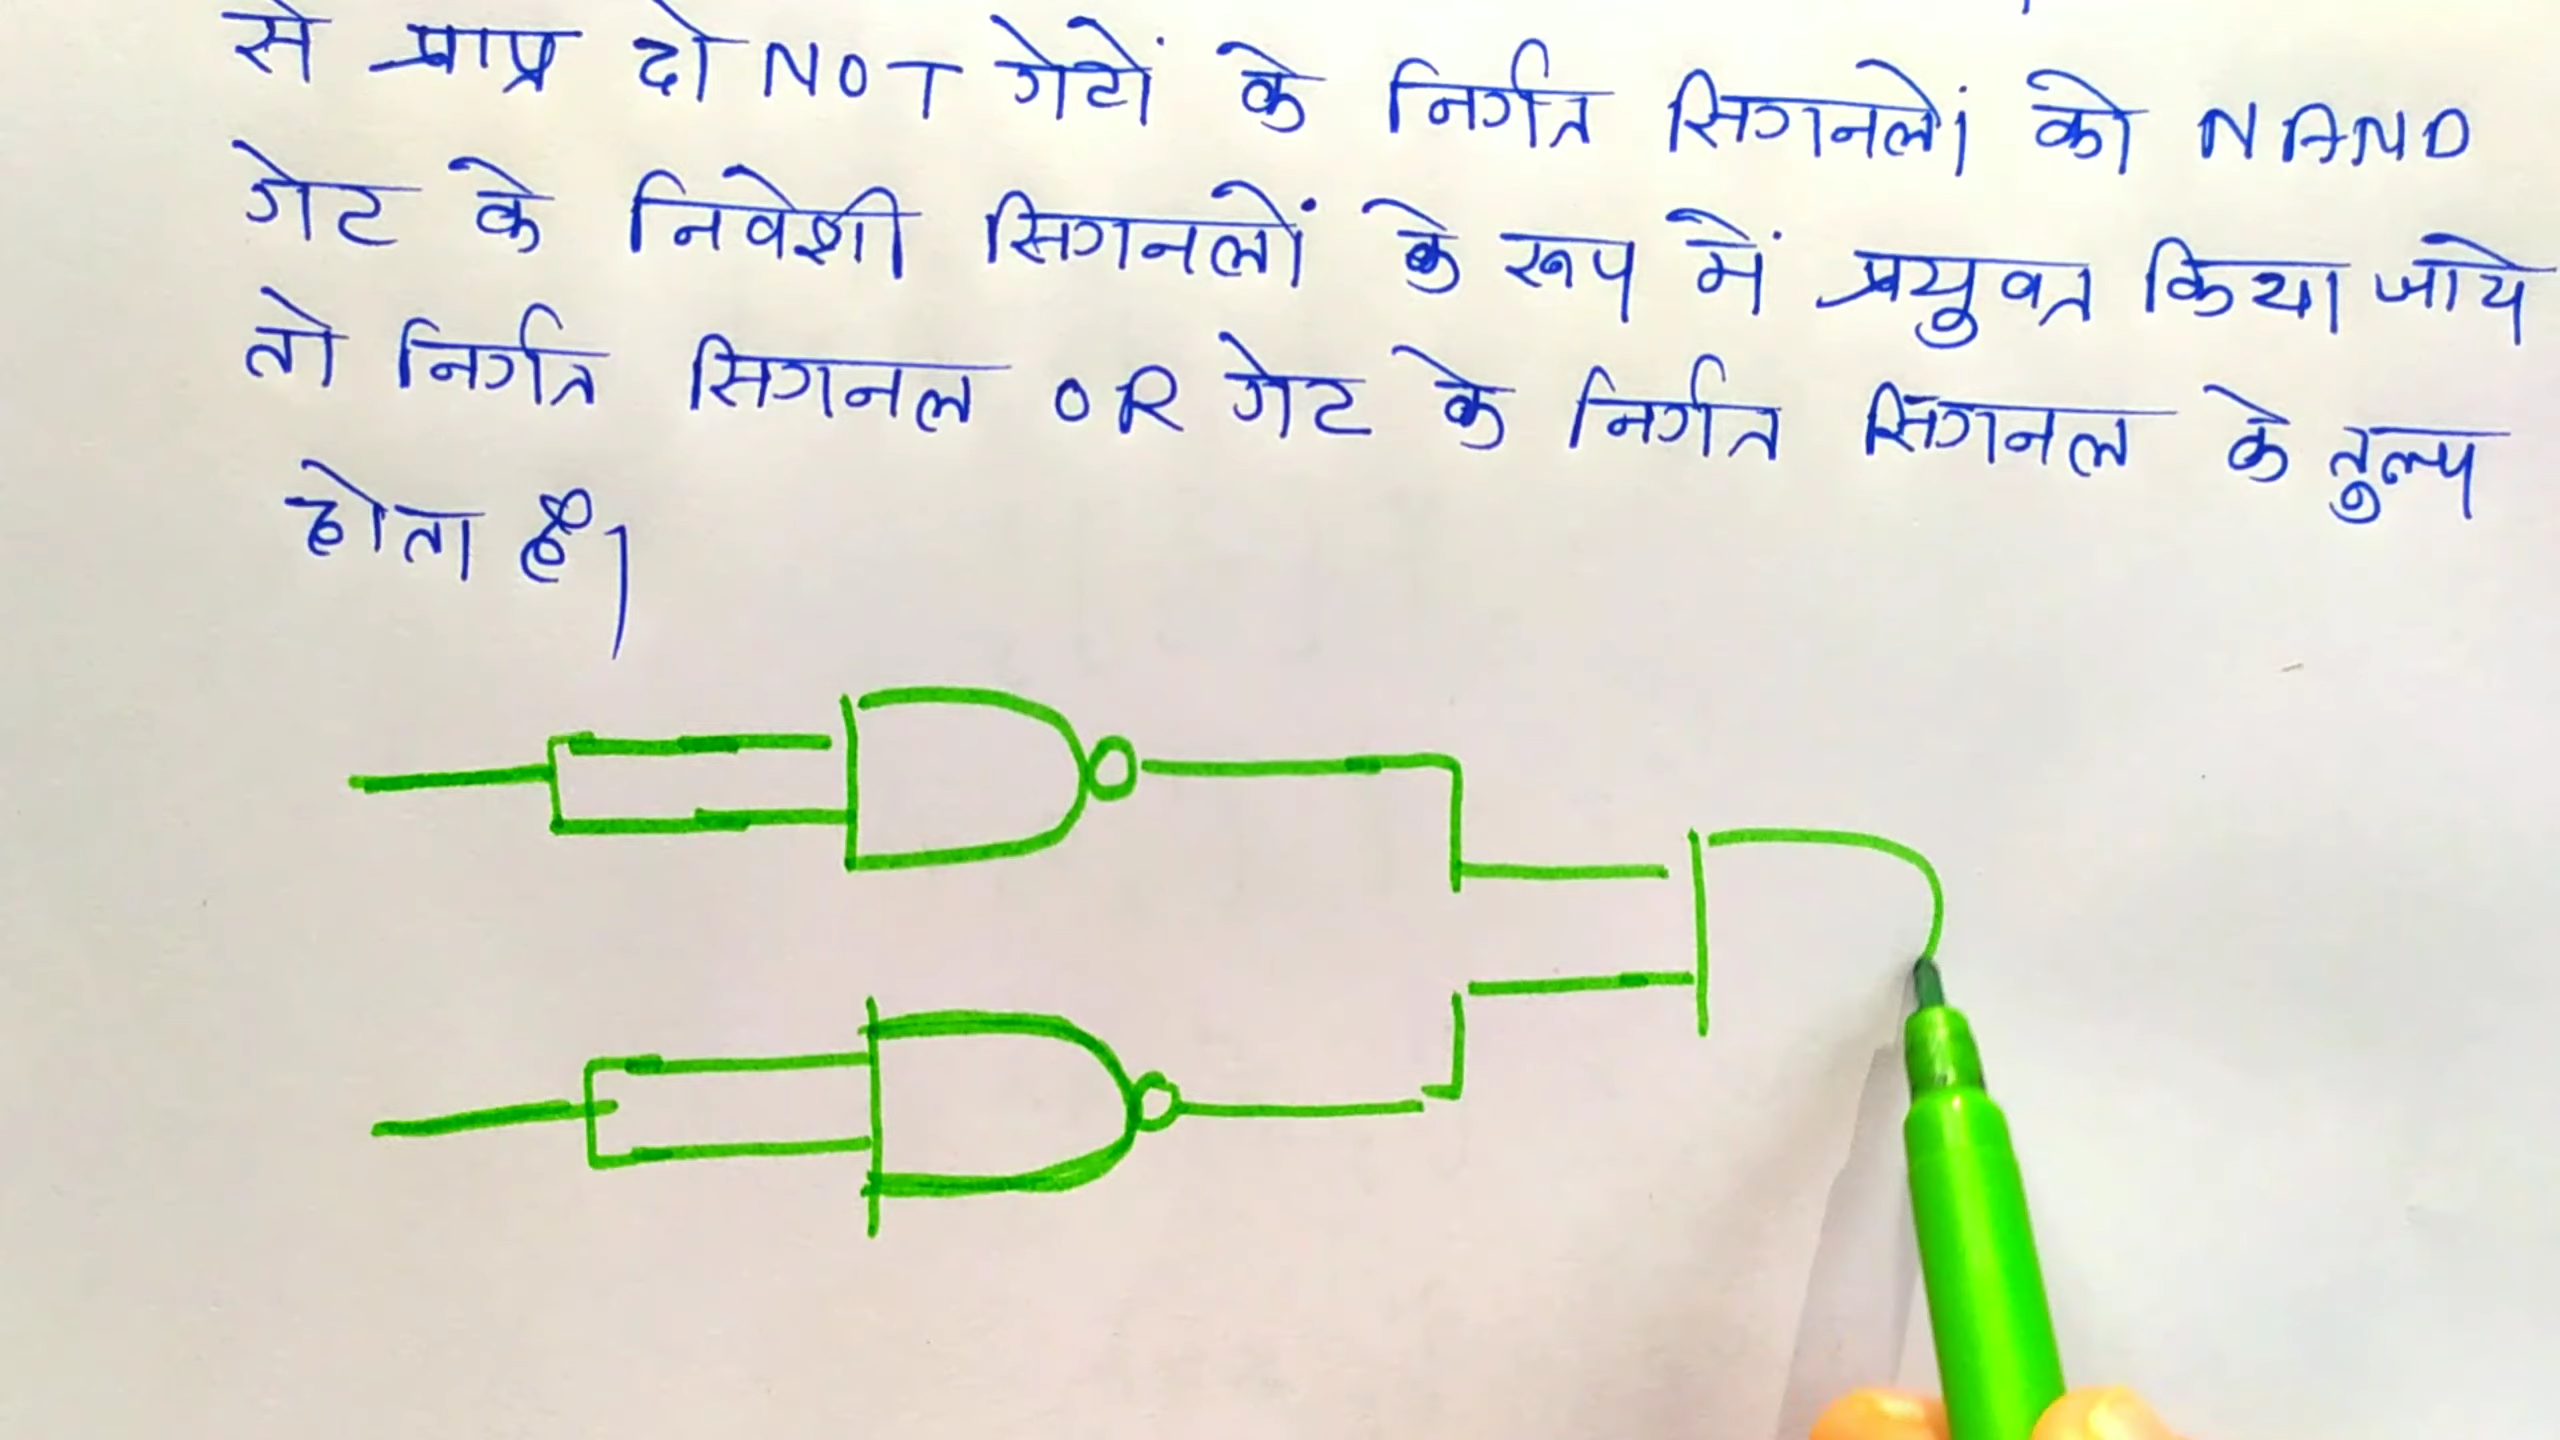 से प्राप्त दो NOT गेटों के निर्गत सिगनलों को NAND
गेट के निवेशी सिगनलों के रूप में प्रयुक्त किया जाये
तो निर्गत सिगनल OR गेट के निर्गत सिगनल के तुल्य
होता है।